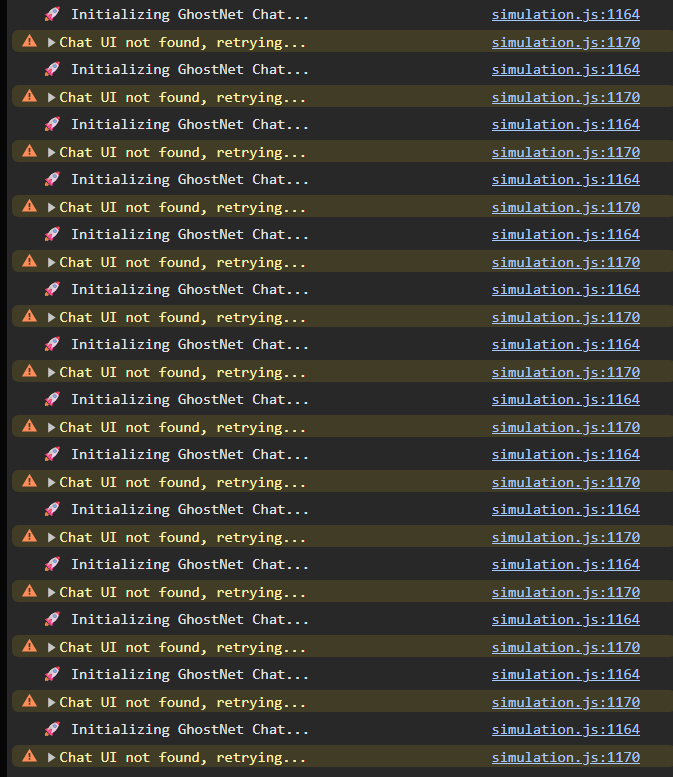 🚀 Initializing GhostNet Chat... simulation.js:1164
Chat UI not found, retrying... simulation.js:1170
🚀 Initializing GhostNet Chat... simulation.js:1164
Chat UI not found, retrying... simulation.js:1170
🚀 Initializing GhostNet Chat... simulation.js:1164
Chat UI not found, retrying... simulation.js:1170
🚀 Initializing GhostNet Chat... simulation.js:1164
Chat UI not found, retrying... simulation.js:1170
🚀 Initializing GhostNet Chat... simulation.js:1164
Chat UI not found, retrying... simulation.js:1170
🚀 Initializing GhostNet Chat... simulation.js:1164
Chat UI not found, retrying... simulation.js:1170
🚀 Initializing GhostNet Chat... simulation.js:1164
Chat UI not found, retrying... simulation.js:1170
🚀 Initializing GhostNet Chat... simulation.js:1164
Chat UI not found, retrying... simulation.js:1170
🚀 Initializing GhostNet Chat... simulation.js:1164
Chat UI not found, retrying... simulation.js:1170
🚀 Initializing GhostNet Chat... simulation.js:1164
Chat UI not found, retrying... simulation.js:1170
🚀 Initializing GhostNet Chat... simulation.js:1164
Chat UI not found, retrying... simulation.js:1170
🚀 Initializing GhostNet Chat... simulation.js:1164
Chat UI not found, retrying... simulation.js:1170
🚀 Initializing GhostNet Chat... simulation.js:1164
Chat UI not found, retrying... simulation.js:1170
🚀 Initializing GhostNet Chat... simulation.js:1164
Chat UI not found, retrying... simulation.js:1170